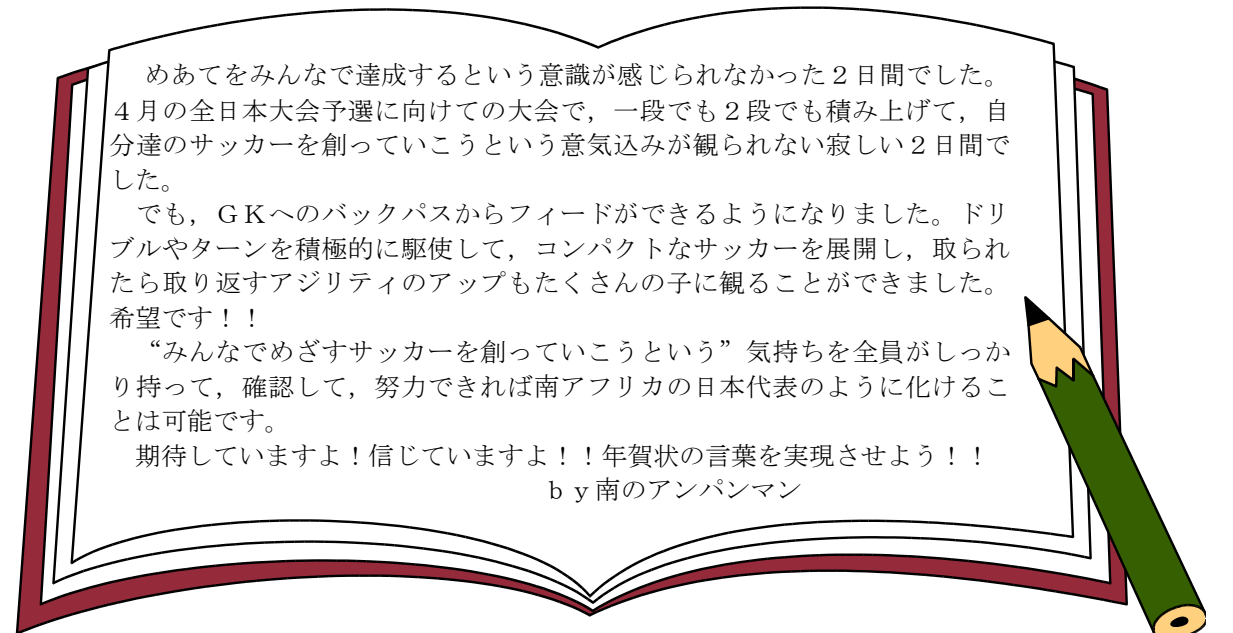 めあてをみんなで達成するという意識が感じられなかった２日間でした。
４月の全日本大会予選に向けての大会で，一段でも２段でも積み上げて，自
分達のサッカーを創っていこうという意気込みが観られない寂しい２日間で
した。
でも，ＧＫへのバックパスからフィードができるようになりました。ドリ
ブルやターンを積極的に駆使して，コンパクトなサッカーを展開し，取られ
たら取り返すアジリティのアップもたくさんの子に観ることができました。
希望です！！
“みんなでめざすサッカーを創っていこうという”気持ちを全員がしっか
り持って，確認して，努力できれば南アフリカの日本代表のように化けるこ
とは可能です。
期待していますよ！信じていますよ！！年賀状の言葉を実現させよう！！
ｂｙ南のアンパンマン